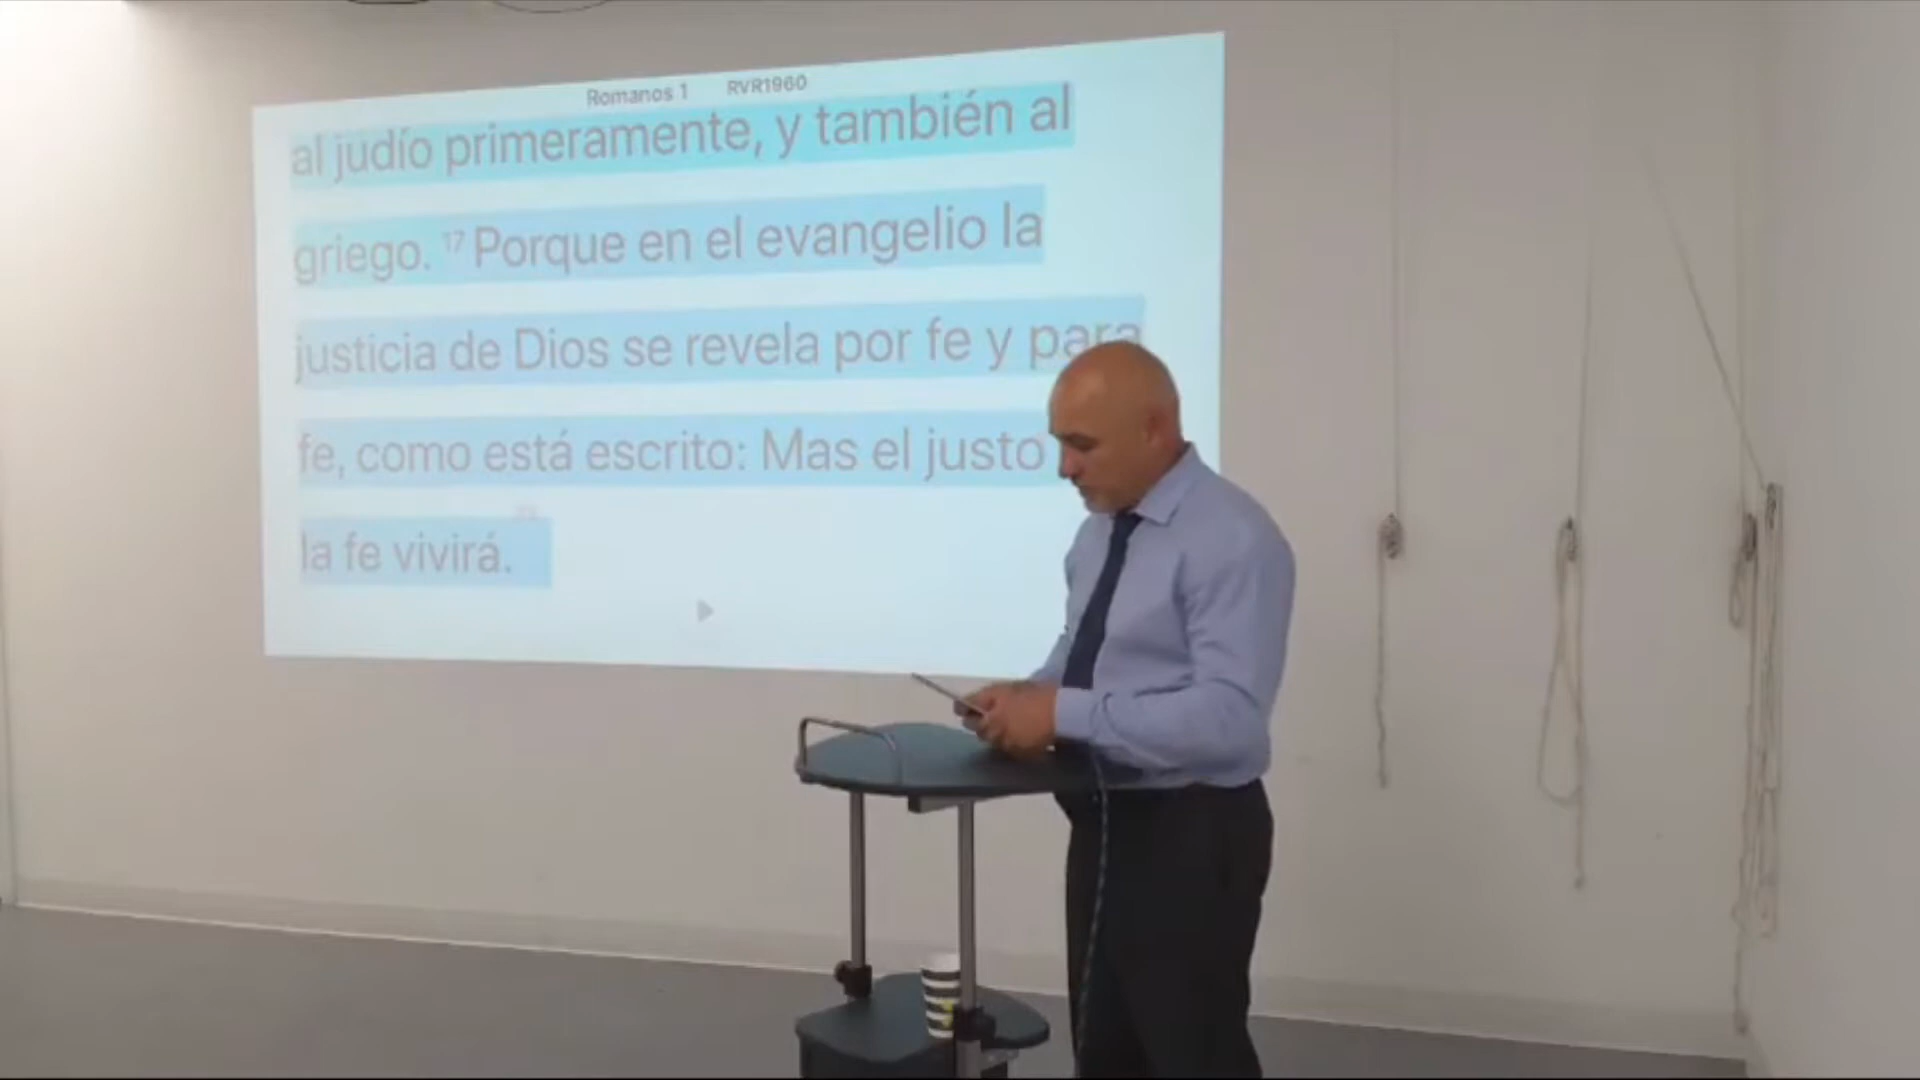 Romanos 1 RVR1960
al judío primeramente, y también al
griego. 17 Porque en el evangelio la
justicia de Dios se revela por fe y para
fe, como está escrito: Mas el justo
la fe vivirá.